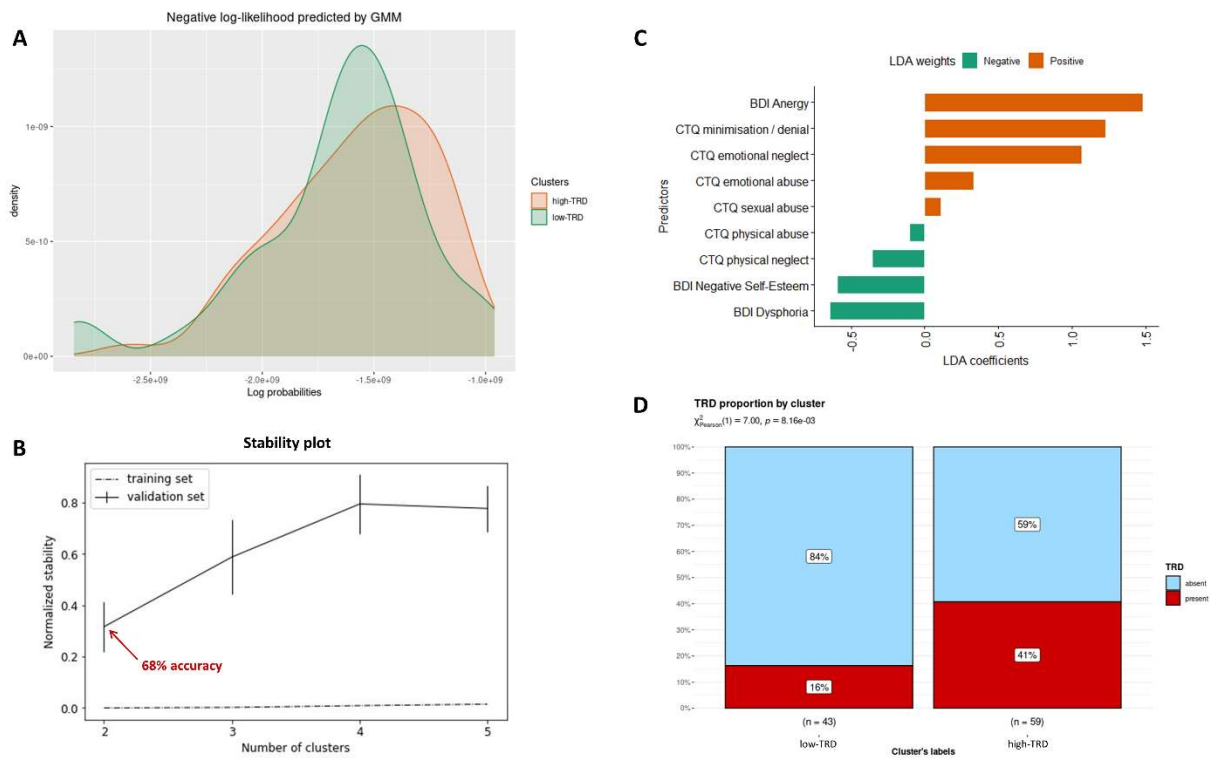 A
Negative log-likelihood predicted by GMM
density
1e-09
5e-10
0e+00
-2.5e+09
-2.0e+09
-1.5e+09
-1.0e+09
Log probabilities
Clusters
high-TRD
low-TRD
B
Stability plot
training set
validation set
Normalized stability
0.8
0.6
0.4
0.2
0.0
68% accuracy
2
3
4
5
Number of clusters
C
LDA weights Negative Positive
Predictors
BDI Anergy
CTQ minimisation / denial
CTQ emotional neglect
CTQ emotional abuse
CTQ sexual abuse
CTQ physical abuse
CTQ physical neglect
BDI Negative Self-Esteem
BDI Dysphoria
-0.5
0.0
0.5
1.0
1.5
LDA coefficients
D
TRD proportion by cluster
χ²Pearson(1) = 7.00, p = 8.16e-03
100%
90%
80%
70%
60%
50%
40%
30%
20%
10%
0%
84%
16%
59%
41%
TRD
absent
present
(n = 43)
low-TRD
(n = 59)
high-TRD
Cluster's labels